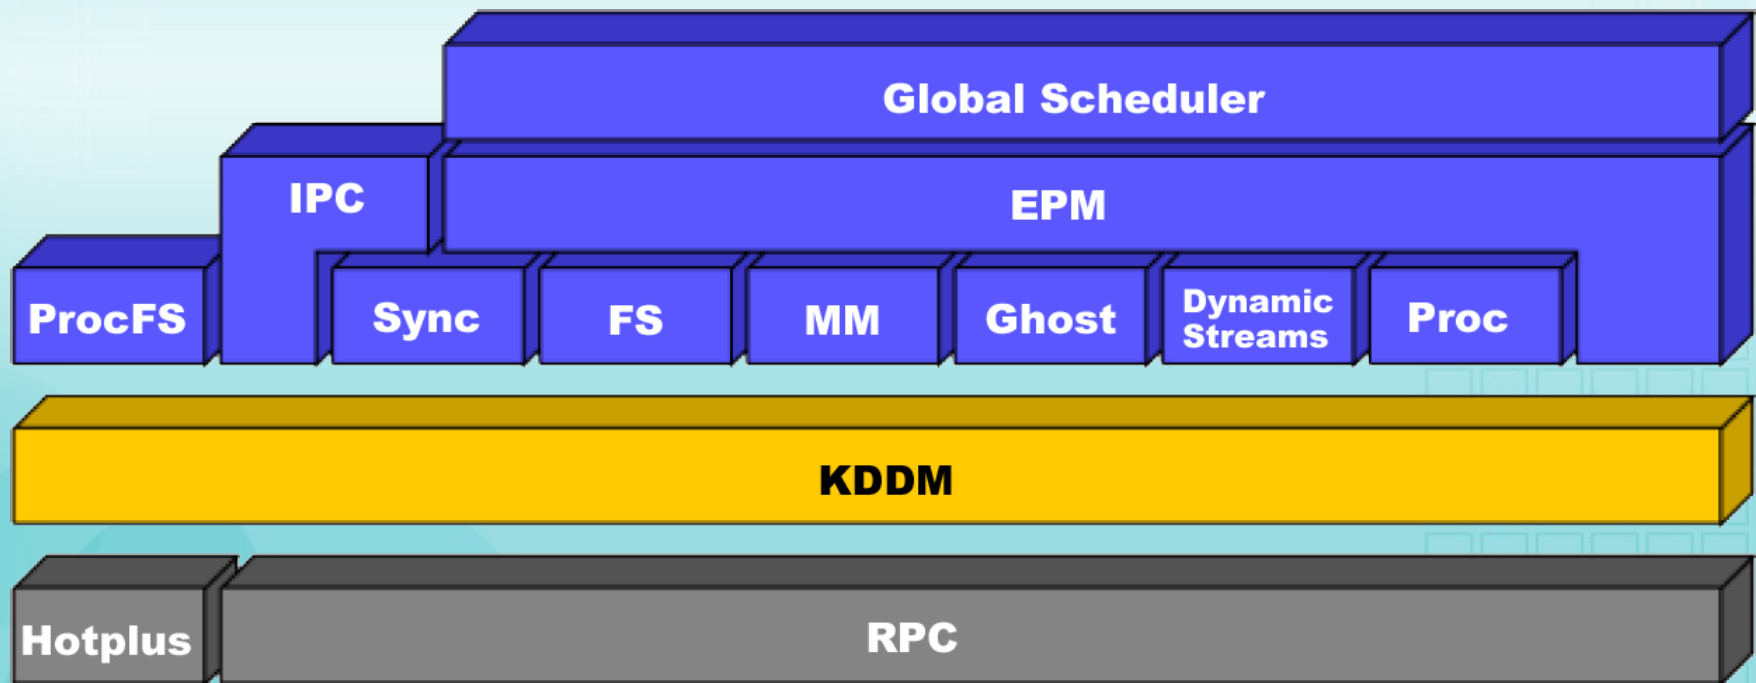 Global Scheduler
IPC
EPM
ProcFS
Sync
FS
MM
Ghost
Dynamic
Streams
Proc
KDDM
Hotplus
RPC